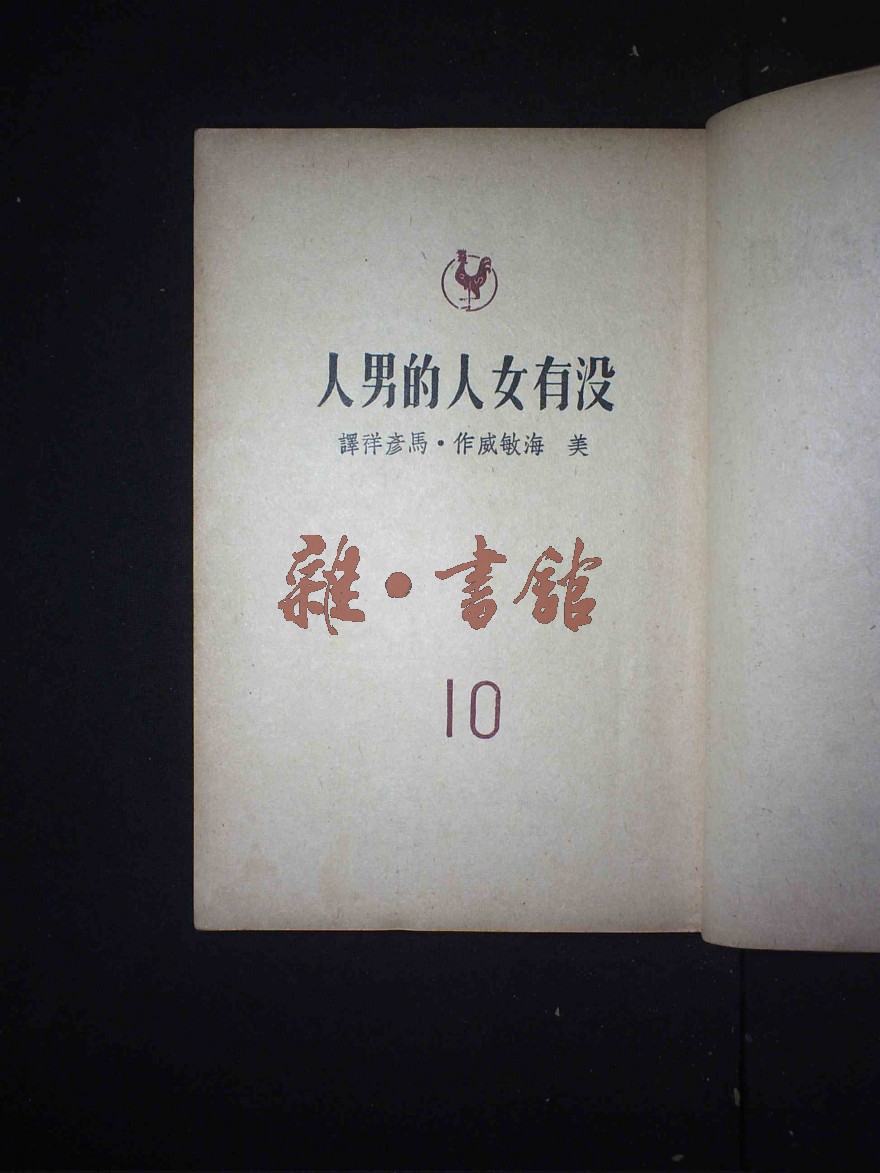 没有女人的男人
美 海敏威作・馬彥祥譯
雜・書館
10